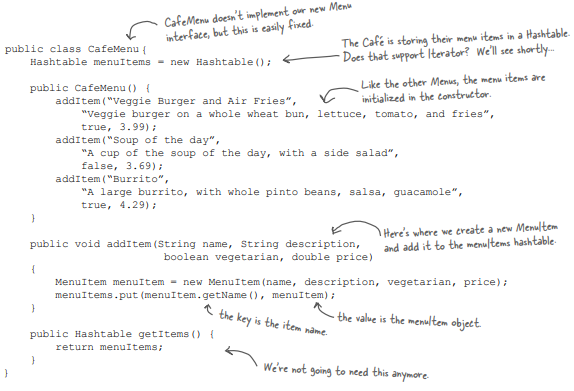 CafeMenu doesn't implement our new Menu
interface, but this is easily fixed.
public class CafeMenu{
Hashtable menuItems = new Hashtable();
The Café is storing their menu items in a Hashtable.
Does that support Iterator? We'll see shortly...
public CafeMenu() {
Like the other Menus, the menu items are
initialized in the constructor.
addItem(“Veggie Burger and Air Fries”,
“Veggie burger on a whole wheat bun, lettuce, tomato, and fries”,
true, 3.99);
addItem(“Soup of the day”,
“A cup of the soup of the day, with a side salad”,
false, 3.69);
addItem(“Burrito”,
“A large burrito, with whole pinto beans, salsa, guacamole”,
true, 4.29);
}
Here's where we create a new MenuItem
and add it to the menuItems hashtable.
public void addItem(String name, String description,
boolean vegetarian, double price)
{
MenuItem menuItem = new MenuItem(name, description, vegetarian, price);
menuItems.put(menuItem.getName(), menuItem);
}
the key is the item name.
the value is the menuItem object.
public Hashtable getItems() {
return menuItems;
}
We're not going to need this anymore.
}